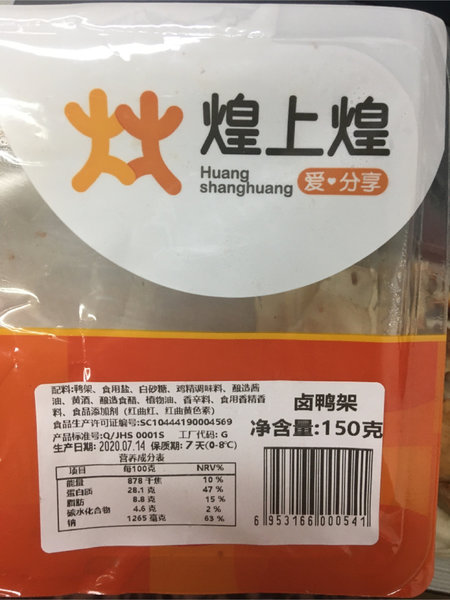 煌上煌
Huang
shanghuang
爱 分享
配料:鸭架、食用盐、白砂糖、鸡精调味料、酿造酱
油、黄酒、酿造食醋、植物油、香辛料、食用香精香
料、食品添加剂（红曲红、红曲黄色素）
食品生产许可证编号:SC10444190004569
产品标准号:Q/JHS 0001S 工厂代码: G
生产日期: 2020.07.14 保质期: 7天(0-8℃)
卤鸭架
净含量:150克
营养成分表
项目 每100克 NRV%
能量 878 千焦 10 %
蛋白质 28.1 克 47 %
脂肪 8.8 克 15 %
碳水化合物 4.6 克 2 %
钠 1265 毫克 63 %
6 953166 000541